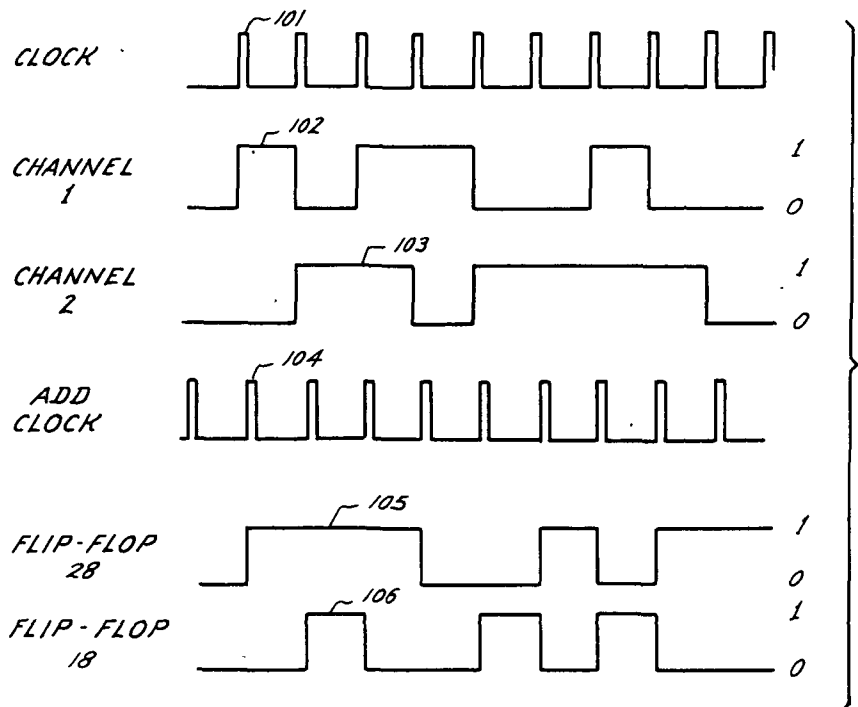 101
CLOCK
102
CHANNEL
1
1
0
103
CHANNEL
2
1
0
104
ADD
CLOCK
105
FLIP-FLOP
28
1
0
106
FLIP-FLOP
18
1
0